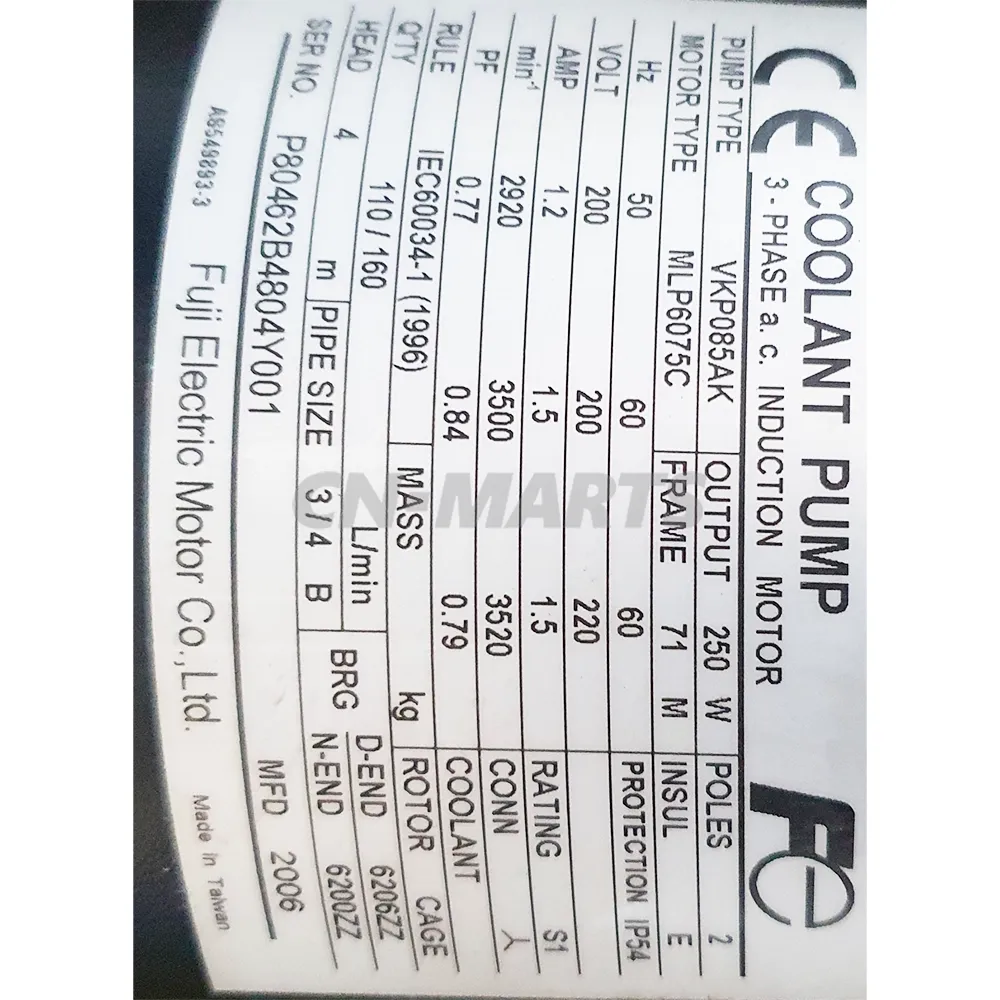 CE COOLANT PUMP Fe
3 - PHASE a. c. INDUCTION MOTOR
PUMP TYPE VKP085AK OUTPUT 250 W POLES 2
MOTOR TYPE MLP6075C FRAME 71 M INSUL E
Hz 50 60 60 PROTECTION IP54
VOLT 200 200 220
AMP 1.2 1.5 1.5 RATING S1
min-1 2920 3500 3520 CONN 人
PF 0.77 0.84 0.79 COOLANT
RULE IEC60034-1 (1996) MASS kg ROTOR CAGE
QTY 110 / 160 L/min BRG D-END 6206ZZ
HEAD 4 m PIPE SIZE 3 / 4 B N-END 6200ZZ
SER NO. P80462B4804Y001 MFD 2006
A8549893-3 Fuji Electric Motor Co., Ltd. Made in Taiwan
CN-MARTS